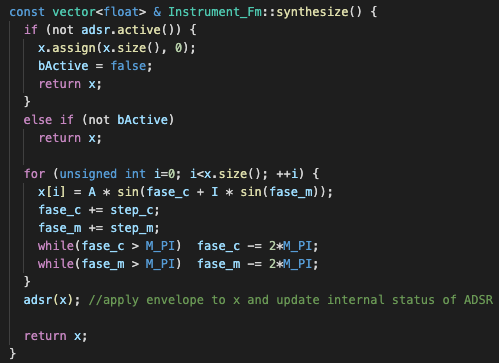 const vector<float> & Instrument_Fm::synthesize() {
  if (not adsr.active()) {
    x.assign(x.size(), 0);
    bActive = false;
    return x;
  }
  else if (not bActive)
    return x;

  for (unsigned int i=0; i<x.size(); ++i) {
    x[i] = A * sin(fase_c + I * sin(fase_m));
    fase_c += step_c;
    fase_m += step_m;
    while(fase_c > M_PI)  fase_c -= 2*M_PI;
    while(fase_m > M_PI)  fase_m -= 2*M_PI;
  }
  adsr(x); //apply envelope to x and update internal status of ADSR

  return x;
}